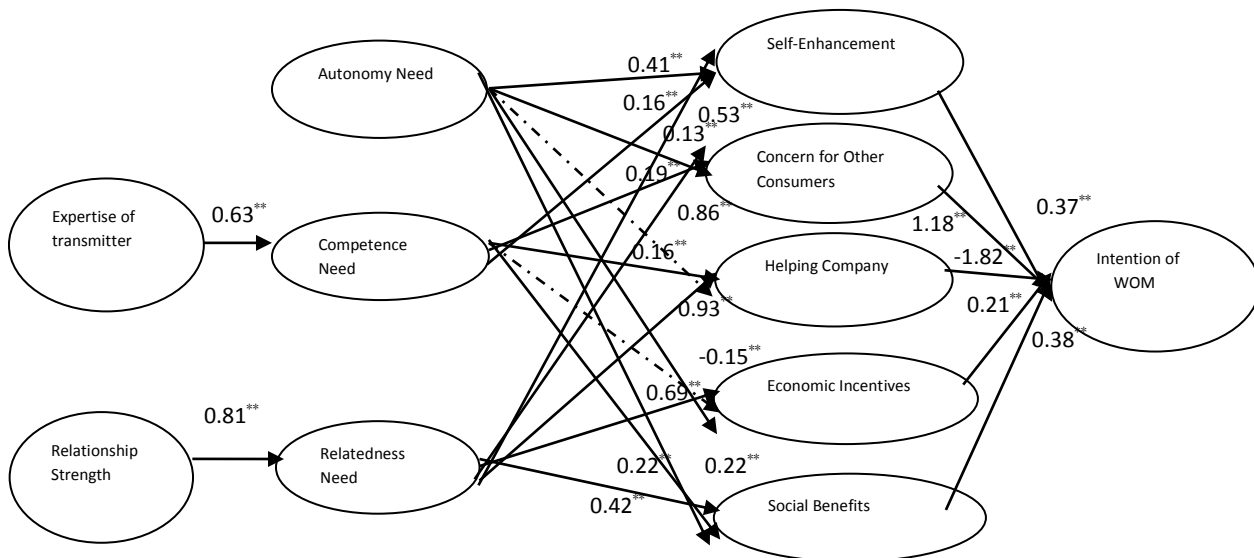 Self-Enhancement
Autonomy Need
0.41**
0.16**
0.53**
0.13**
Concern for Other
Consumers
0.19**
Expertise of
transmitter
0.63**
Competence
Need
0.86**
0.37**
1.18**
0.16**
Helping Company
-1.82**
Intention of
WOM
0.93**
0.21**
0.38**
-0.15**
0.69**
Economic Incentives
0.81**
Relationship
Strength
Relatedness
Need
0.22**
0.22**
0.42**
Social Benefits